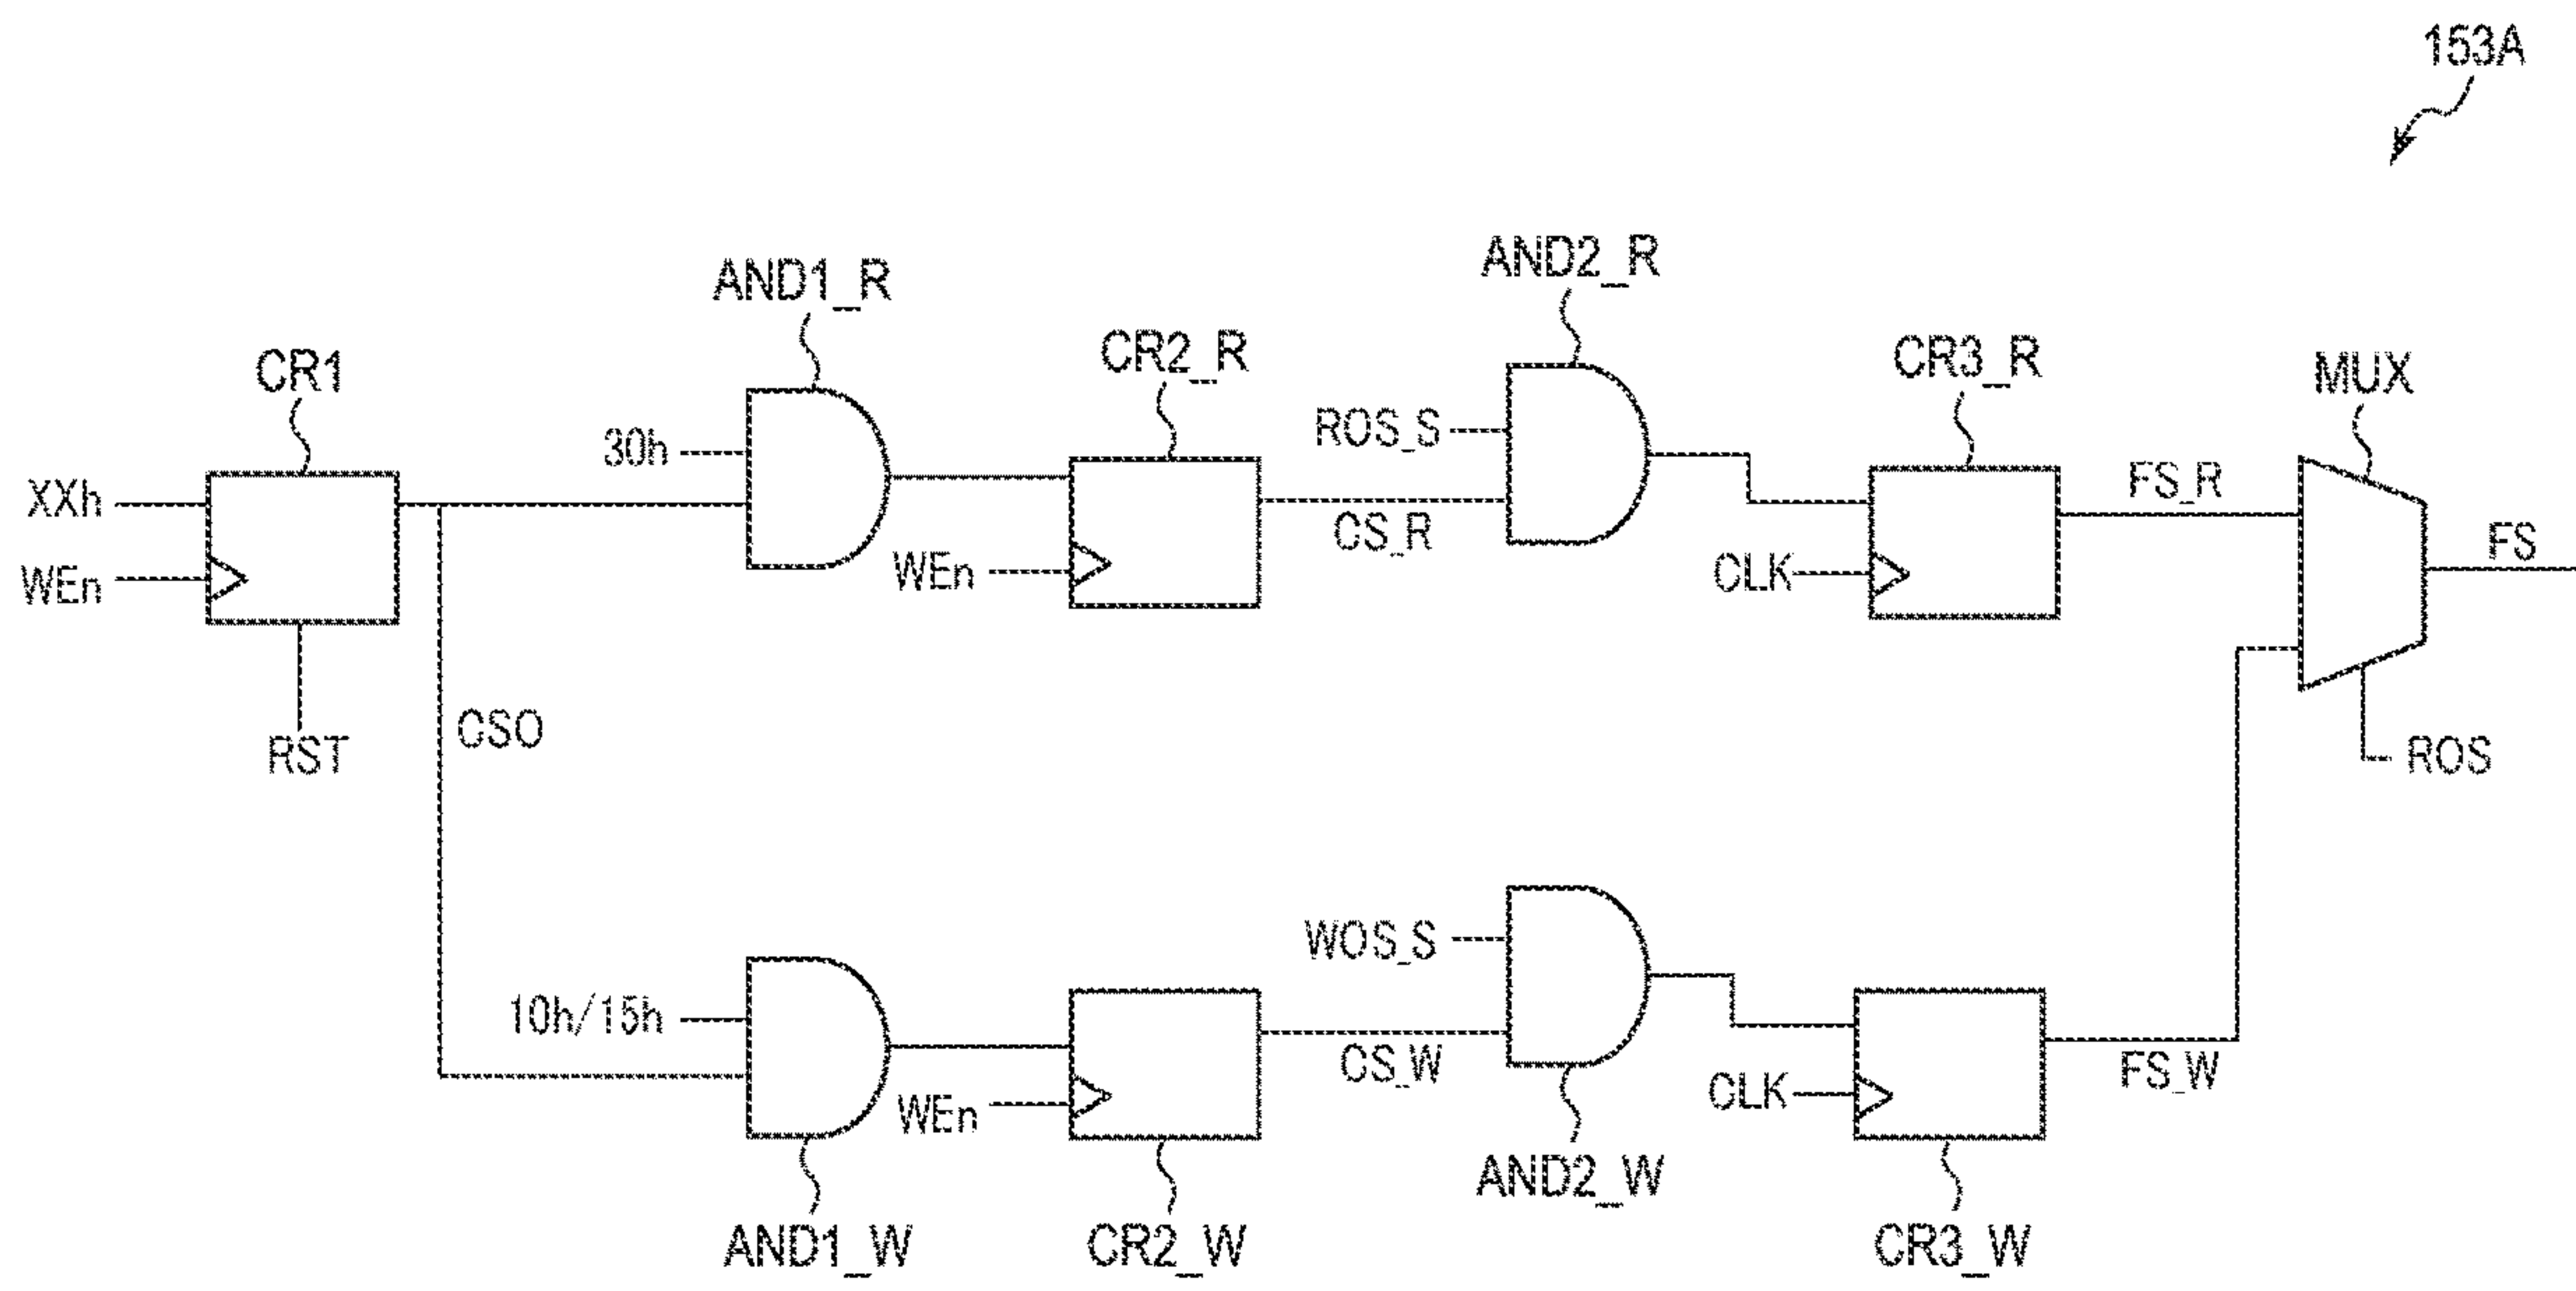 153A
AND2_R
AND1_R
CR2_R
CR3_R
CR1
MUX
ROS_S
30h
FS_R
XXh
CS_R
FS
WEn
WEn
CLK
CSO
RST
ROS
WOS_S
10h/15h
CS_W
FS_W
CLK
WEn
AND2_W
AND1_W
CR2_W
CR3_W